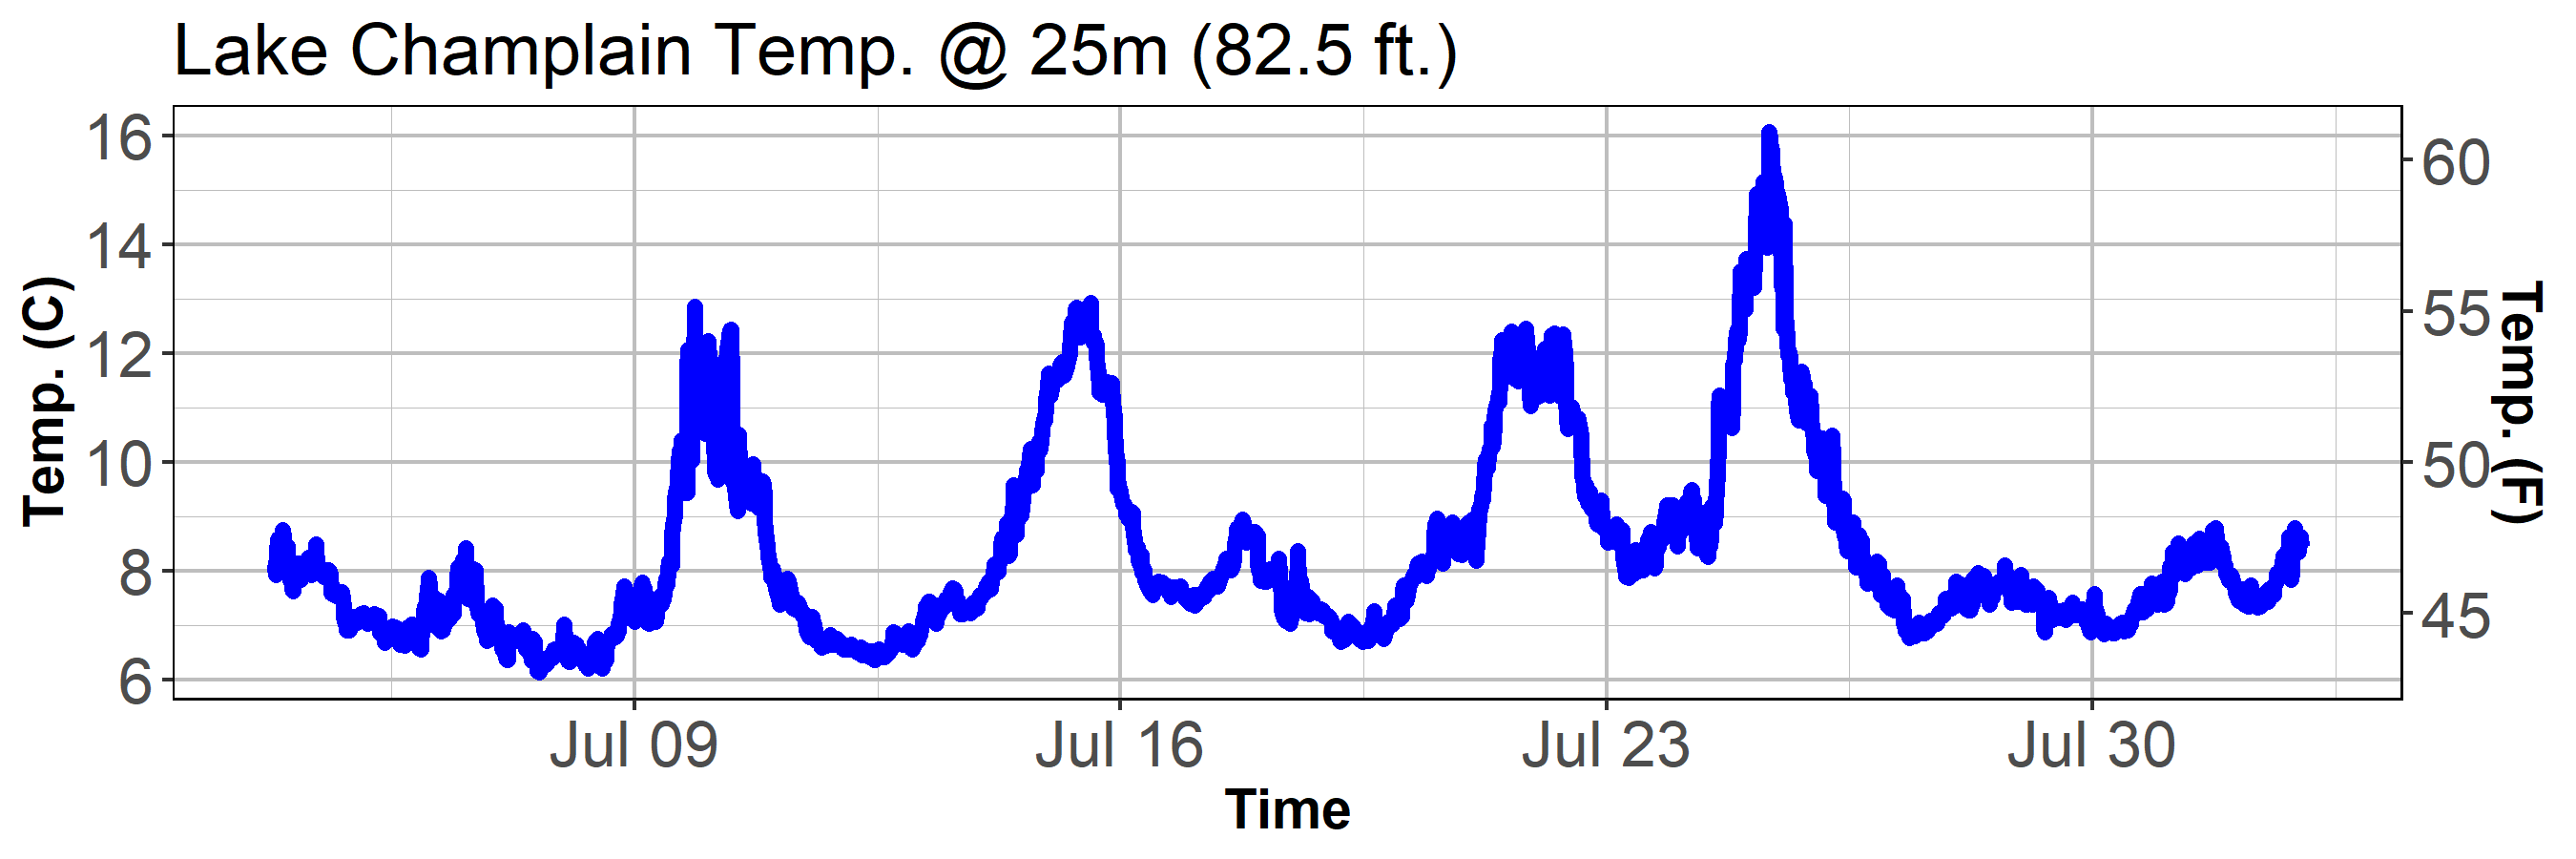 Lake Champlain Temp. @ 25m (82.5 ft.)
Temp. (C)
16
14
12
10
8
6
60
55
50
45
Temp. (F)
Jul 09 Jul 16 Jul 23 Jul 30
Time